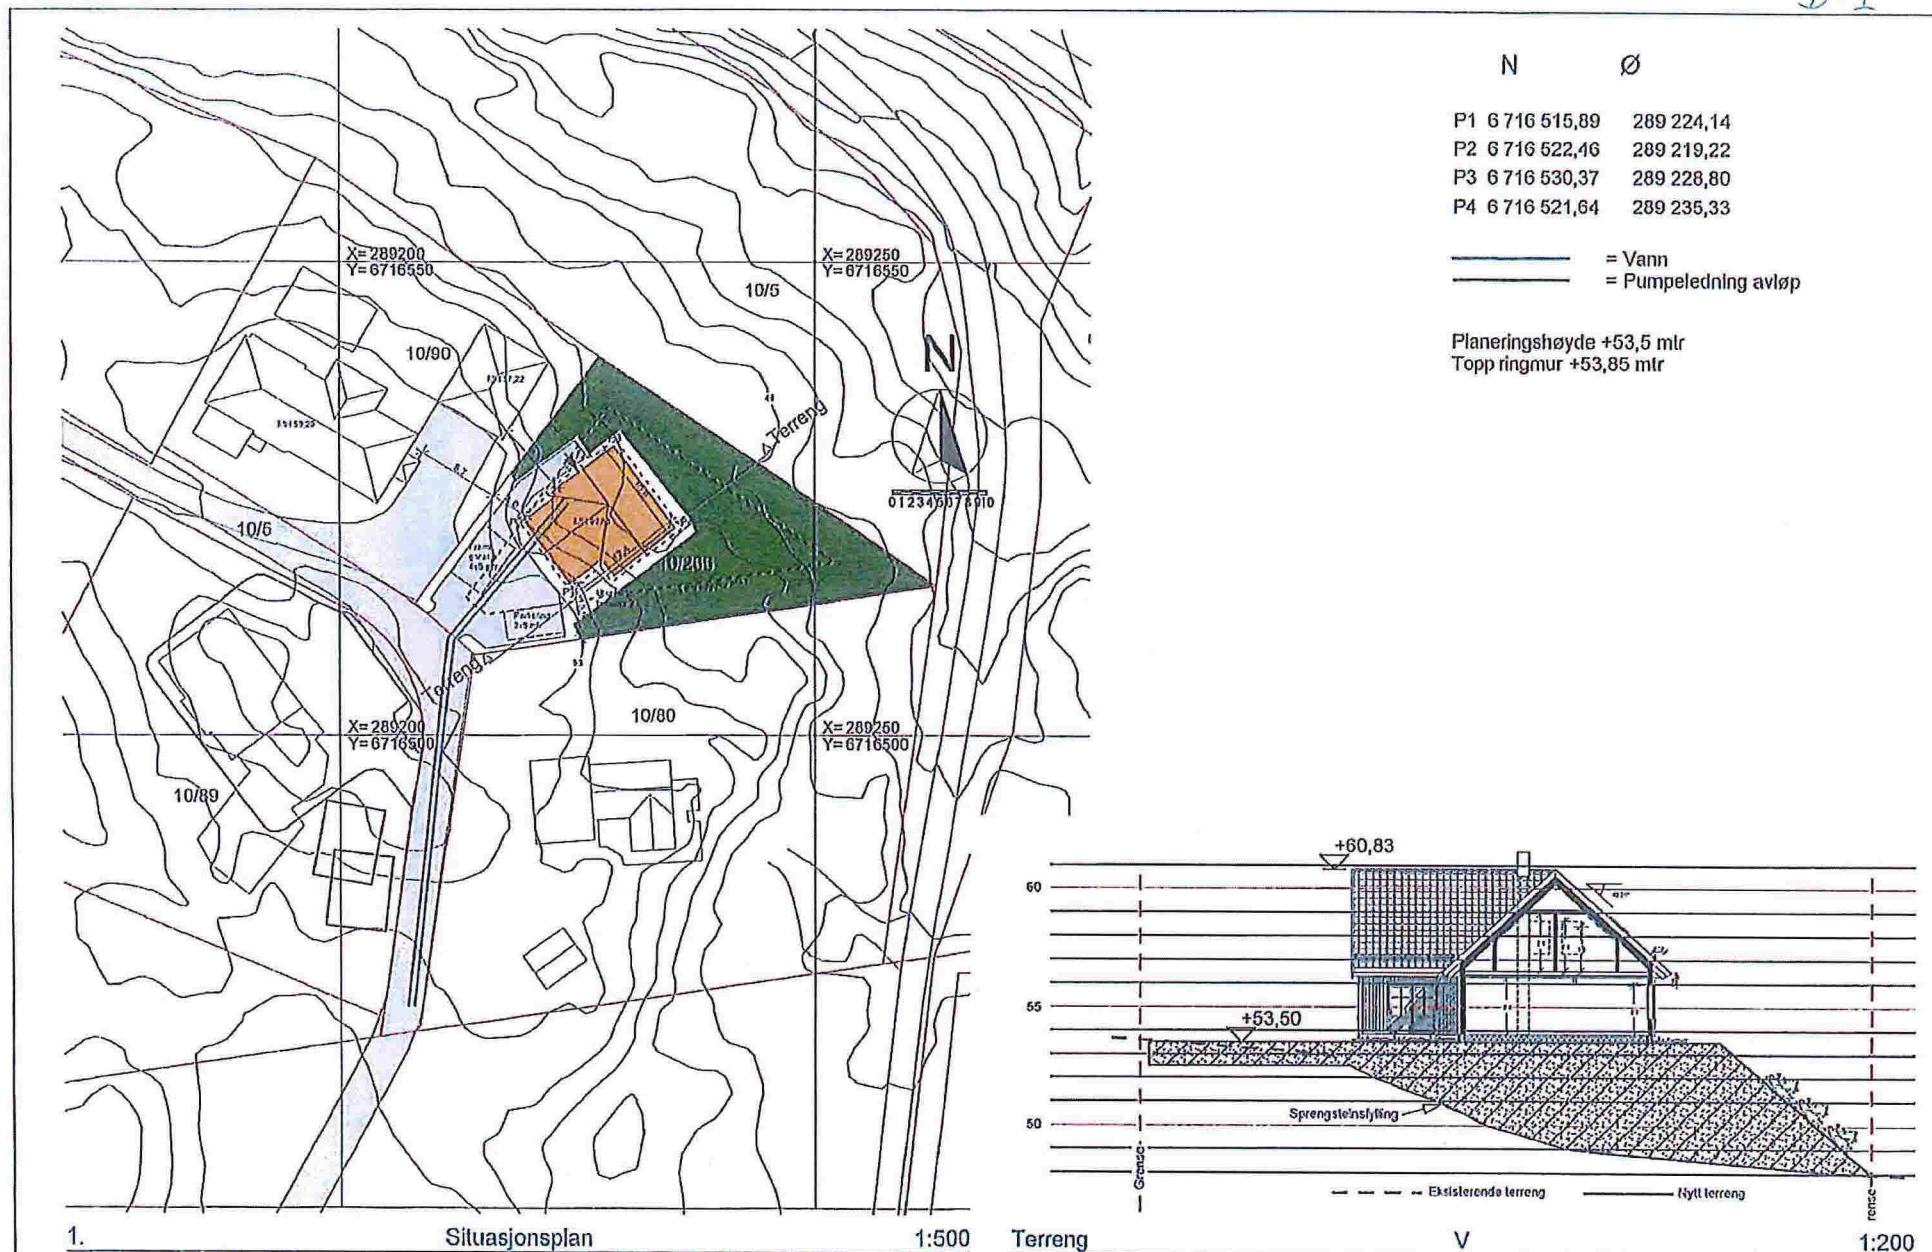 N Ø
P1 6 716 515,89 289 224,14
P2 6 716 522,46 289 219,22
P3 6 716 530,37 289 228,80
P4 6 716 521,64 289 235,33
= Vann
= Pumpeledning avløp
Planeringshøyde +53,5 mtr
Topp ringmur +53,85 mtr
X= 289200
Y= 6716550
X= 289250
Y= 6716550
10/5
10/90
N
Terreng
0 1 2 3 4 5 6 7 8 9 10
10/6
Terreng
53
X= 289200
Y= 6716500
10/80
X= 289250
Y= 6716500
10/89
+60,83
60
55
+53,50
Sprengsteinsfylling
50
Grense
Eksisterende terreng
Nytt terreng
1. Situasjonsplan 1:500
Terreng V 1:200